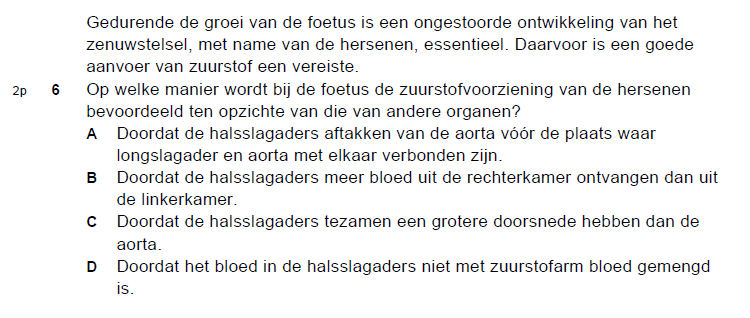 Gedurende de groei van de foetus is een ongestoorde ontwikkeling van het
zenuwstelsel, met name van de hersenen, essentieel. Daarvoor is een goede
aanvoer van zuurstof een vereiste.
2p 6 Op welke manier wordt bij de foetus de zuurstofvoorziening van de hersenen
bevoordeeld ten opzichte van die van andere organen?
A Doordat de halsslagaders aftakken van de aorta vóór de plaats waar
longslagader en aorta met elkaar verbonden zijn.
B Doordat de halsslagaders meer bloed uit de rechterkamer ontvangen dan uit
de linkerkamer.
C Doordat de halsslagaders tezamen een grotere doorsnede hebben dan de
aorta.
D Doordat het bloed in de halsslagaders niet met zuurstofarm bloed gemengd
is.